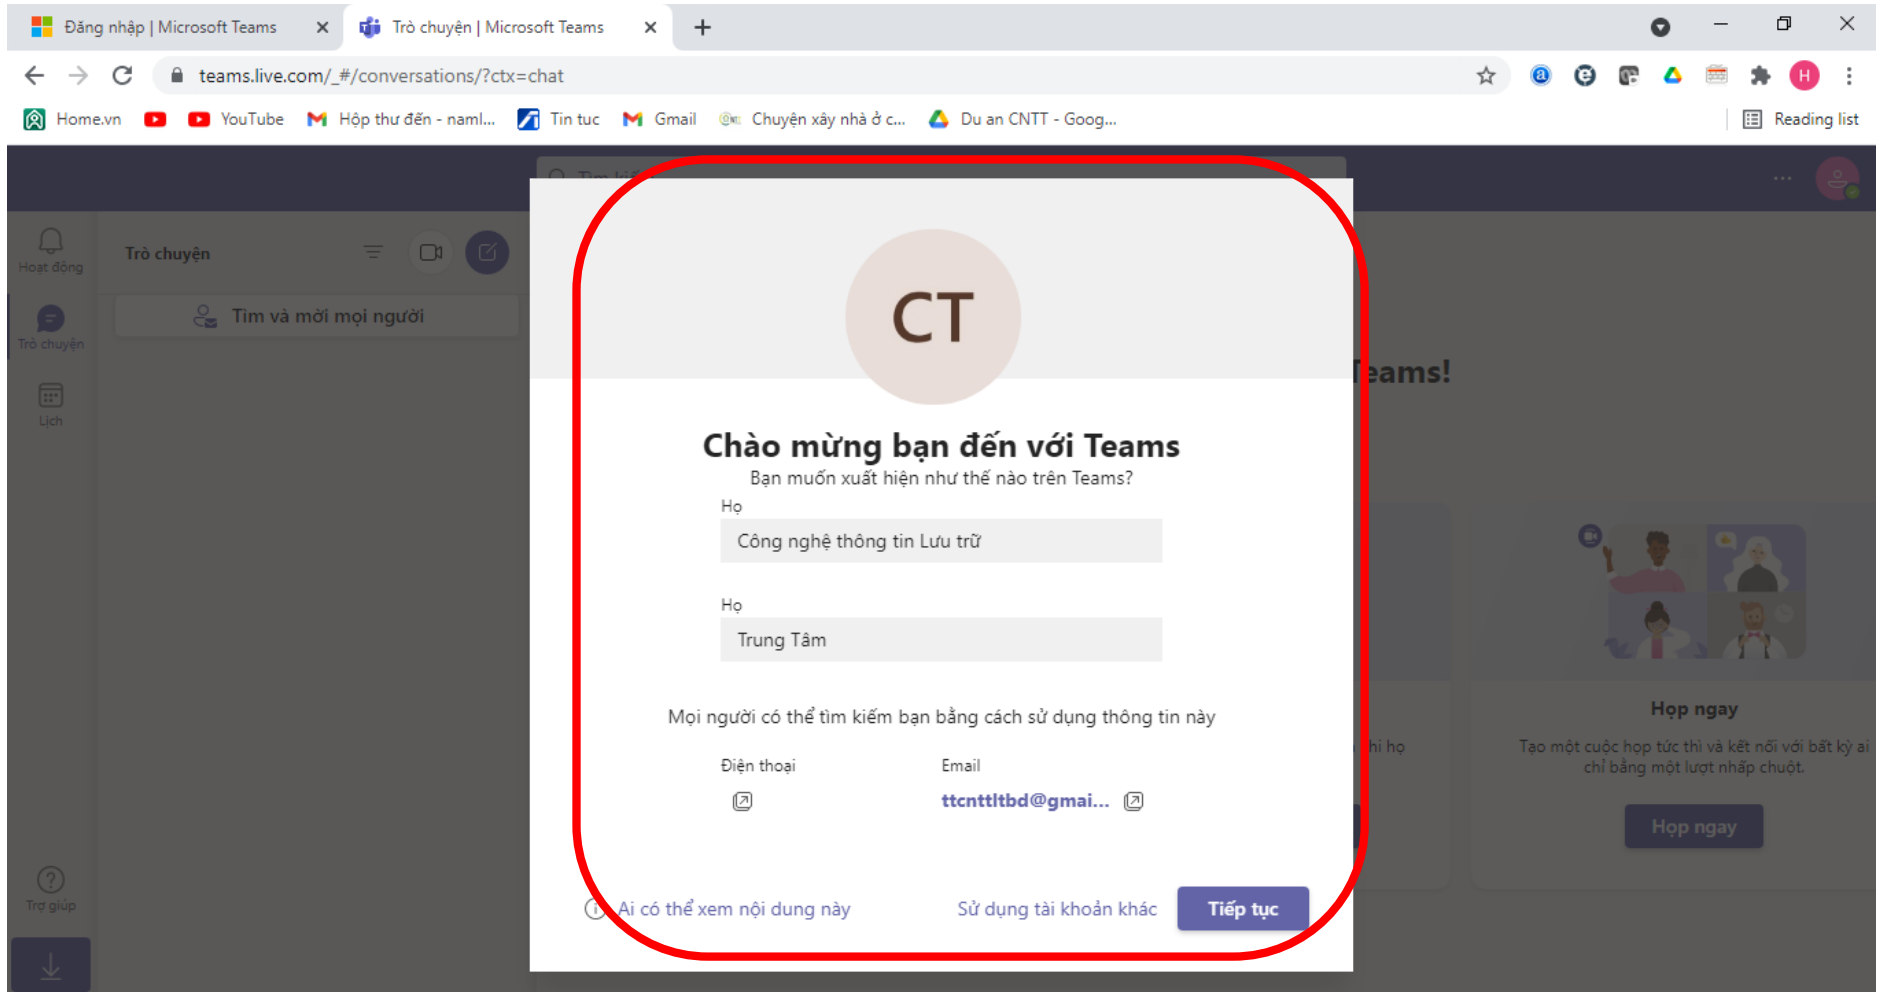 Đăng nhập | Microsoft Teams
Trò chuyện | Microsoft Teams
teams.live.com/_#/conversations/?ctx=chat
H
Home.vn
YouTube
Hộp thư đến - naml...
Tin tuc
Gmail
Chuyện xây nhà ở c...
Du an CNTT - Goog...
Reading list
Hoạt động
Trò chuyện
Tìm và mời mọi người
Trò chuyện
Lịch
Trợ giúp
CT
Chào mừng bạn đến với Teams
Bạn muốn xuất hiện như thế nào trên Teams?
Họ
Công nghệ thông tin Lưu trữ
Họ
Trung Tâm
Mọi người có thể tìm kiếm bạn bằng cách sử dụng thông tin này
Điện thoại
Email
ttcnttltbd@gmai...
Ai có thể xem nội dung này
Sử dụng tài khoản khác
Tiếp tục
Teams!
hi họ
Họp ngay
Tạo một cuộc họp tức thì và kết nối với bất kỳ ai
chỉ bằng một lượt nhấp chuột.
Họp ngay